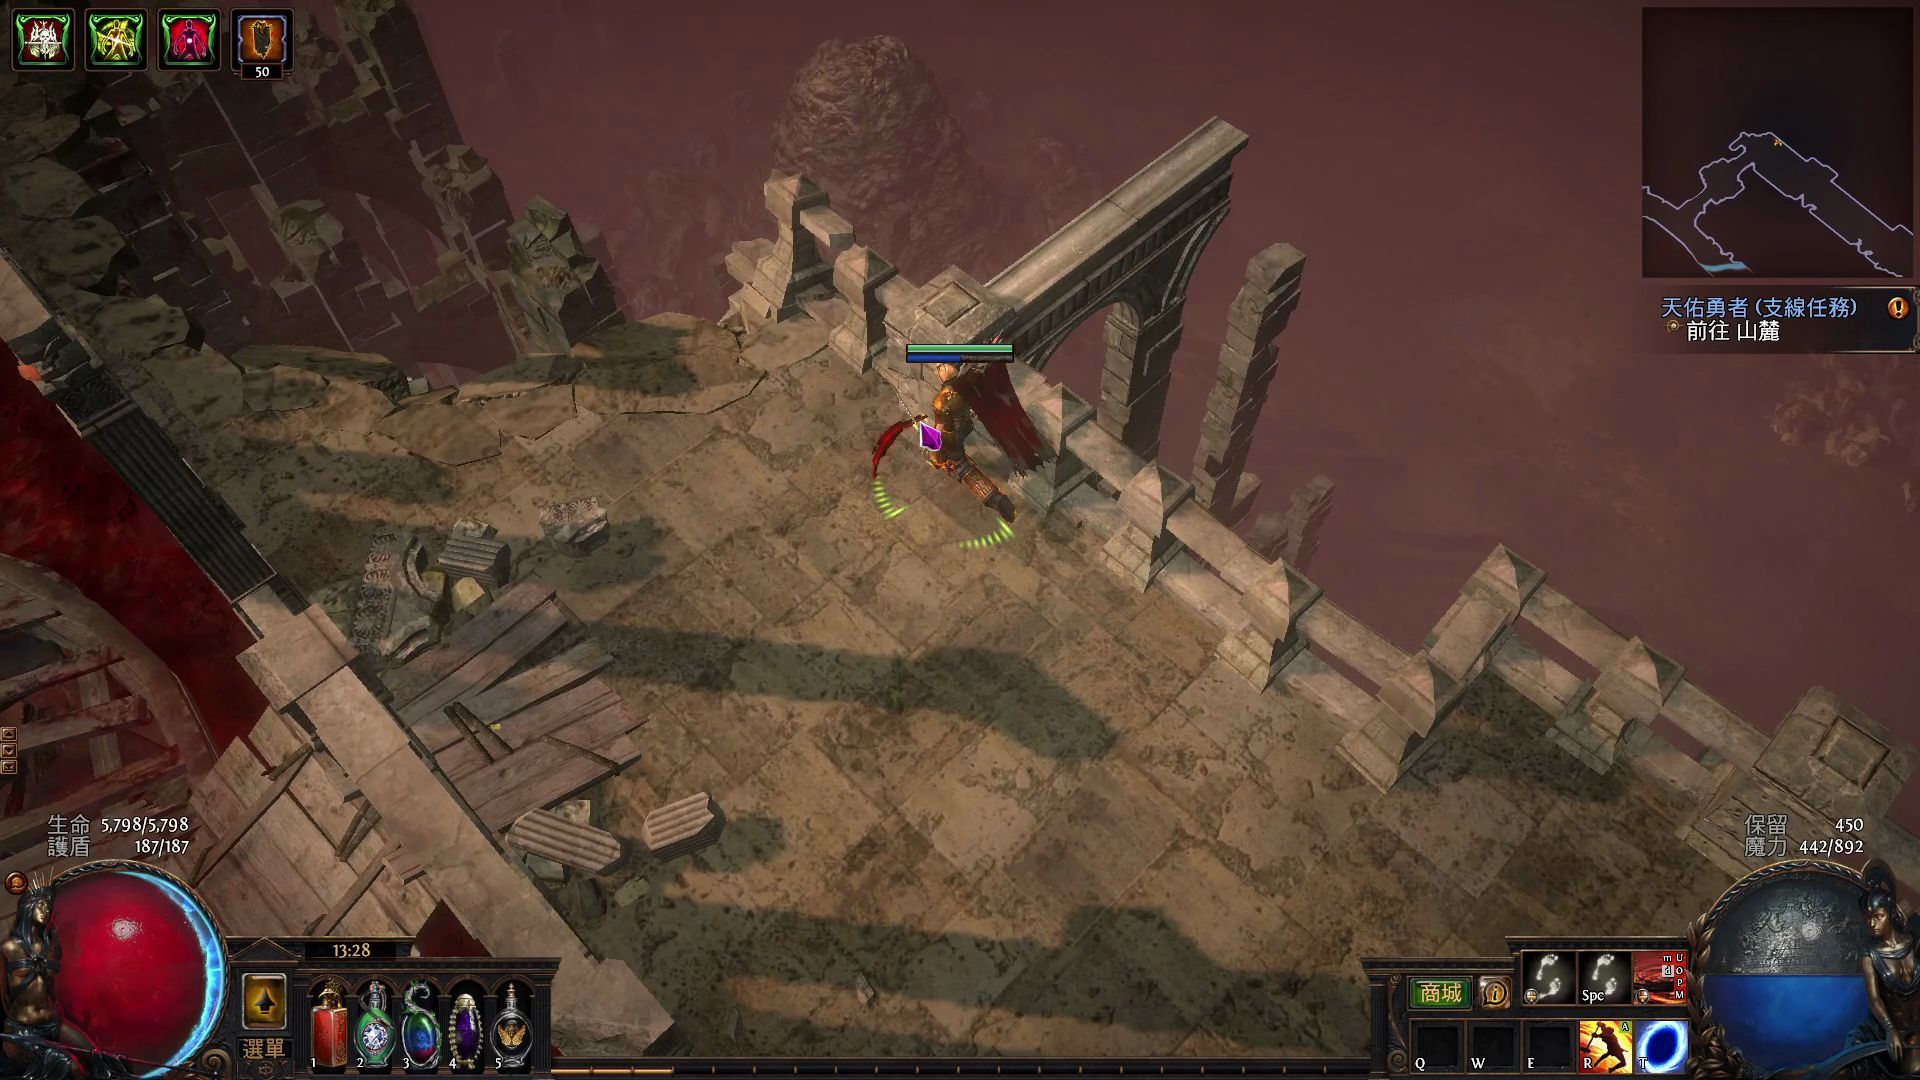 50
天佑勇者 (支線任務)
前往 山麓
生命 5,798/5,798
護盾 187/187
保留 450
魔力 442/892
13:28
選單
1 2 3 4 5
商城
Spc
m U
d O
P
M
Q W E R A T